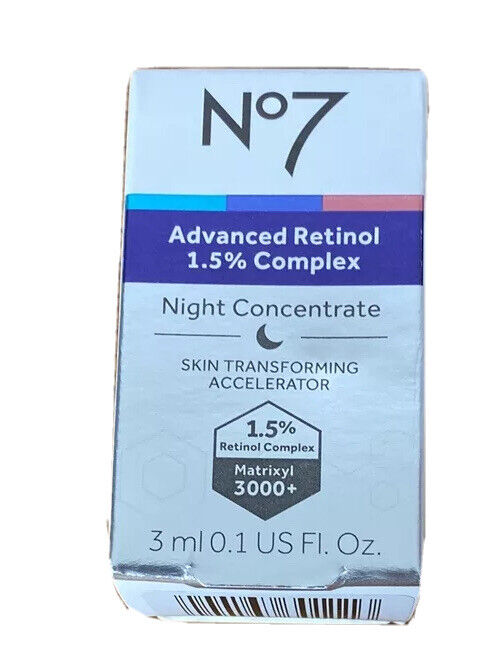 No7
Advanced Retinol
1.5% Complex
Night Concentrate
SKIN TRANSFORMING
ACCELERATOR
1.5%
Retinol Complex
Matrixyl
3000+
3 ml 0.1 US Fl. Oz.